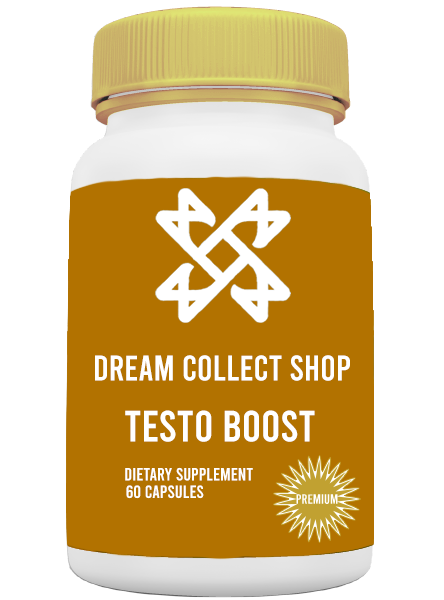 DREAM COLLECT SHOP
TESTO BOOST
DIETARY SUPPLEMENT
60 CAPSULES
PREMIUM